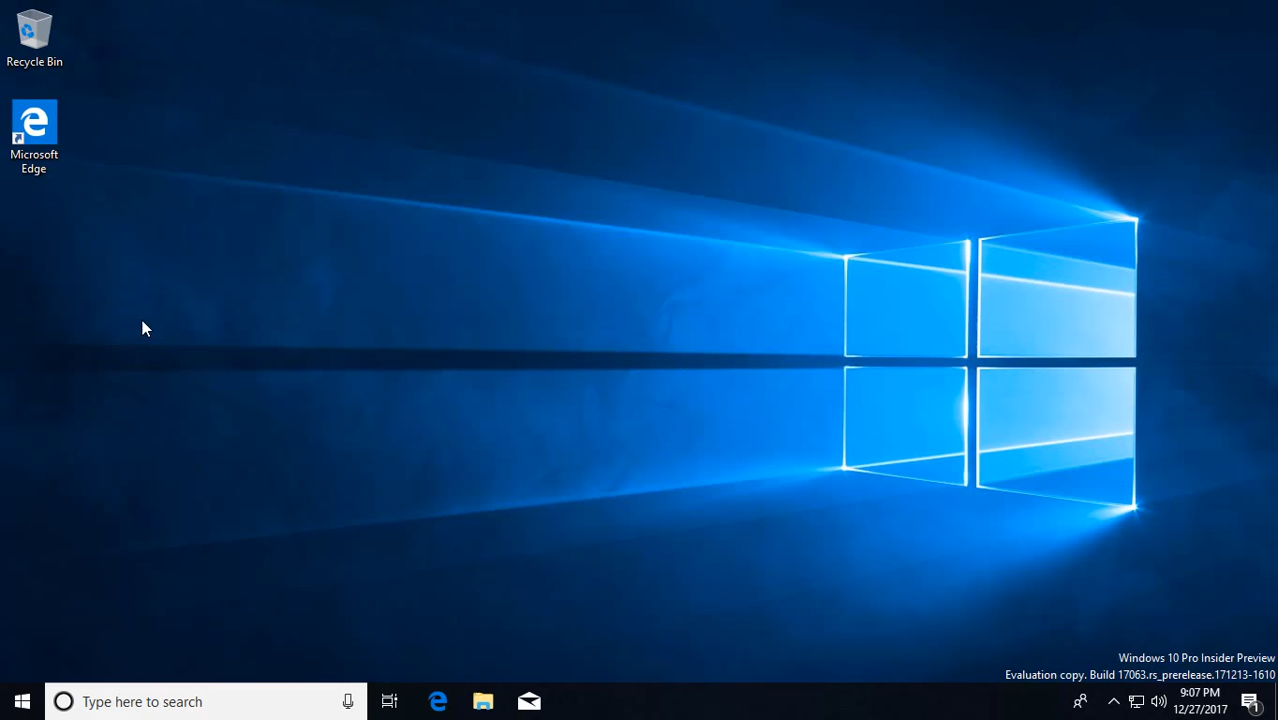 Recycle Bin
Microsoft
Edge
Windows 10 Pro Insider Preview
Evaluation copy. Build 17063.rs_prerelease.171213-1610
Type here to search
9:07 PM
12/27/2017
1